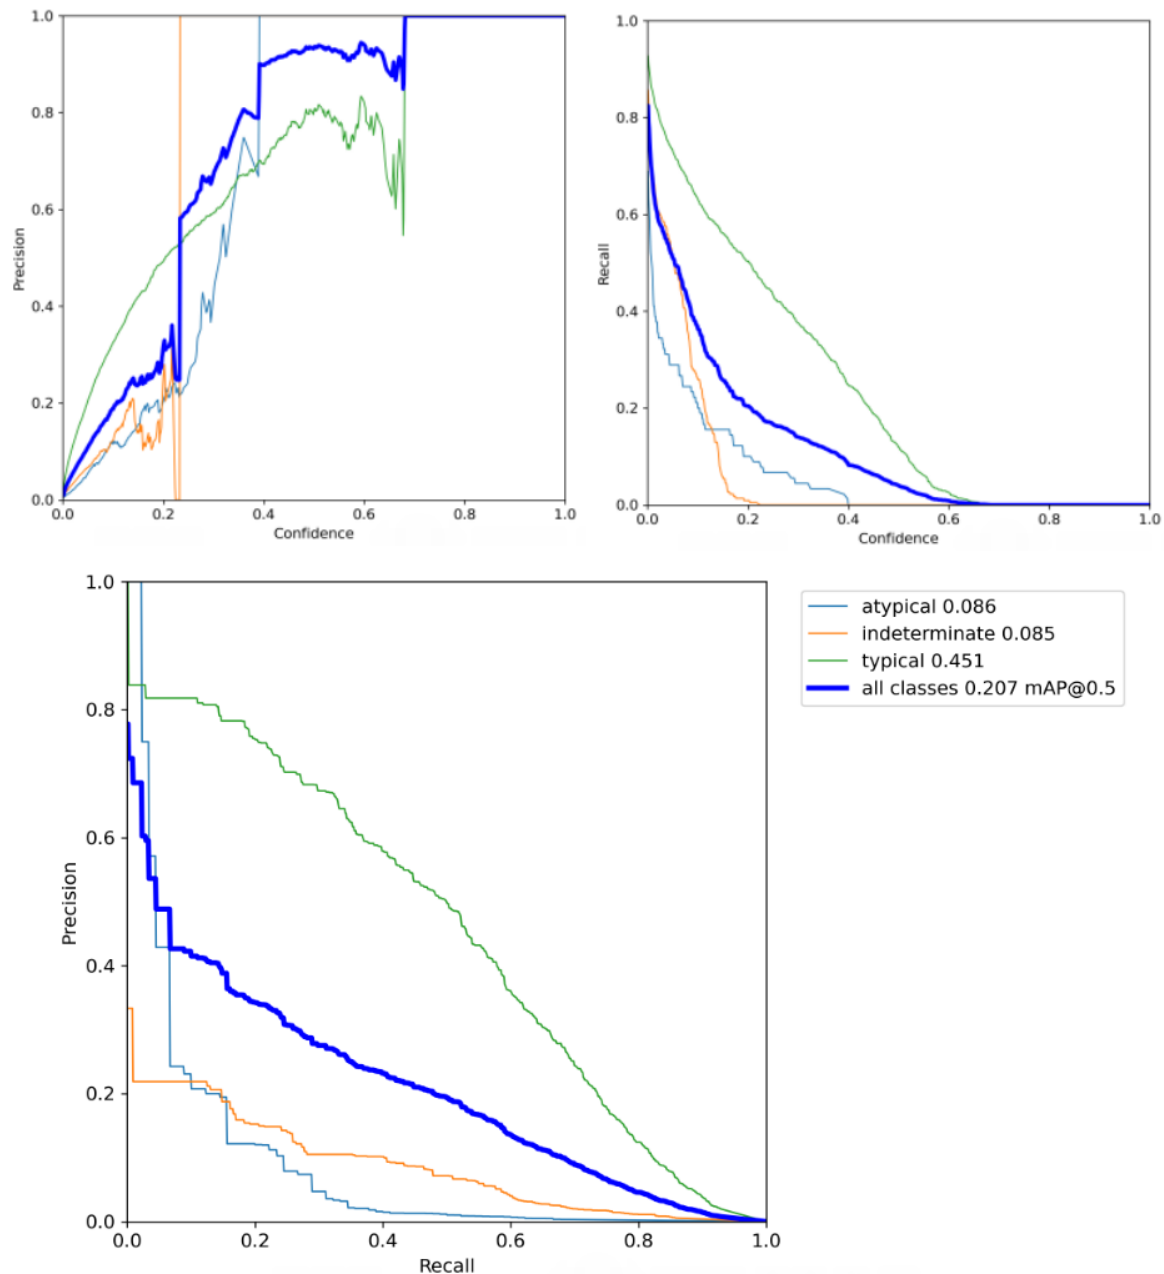 1.0
0.8
0.6
0.4
0.2
0.0
Precision
0.0 0.2 0.4 0.6 0.8 1.0
Confidence
1.0
0.8
0.6
0.4
0.2
0.0
Recall
0.0 0.2 0.4 0.6 0.8 1.0
Confidence
1.0
0.8
0.6
0.4
0.2
0.0
Precision
0.0 0.2 0.4 0.6 0.8 1.0
Recall
atypical 0.086
indeterminate 0.085
typical 0.451
all classes 0.207 mAP@0.5